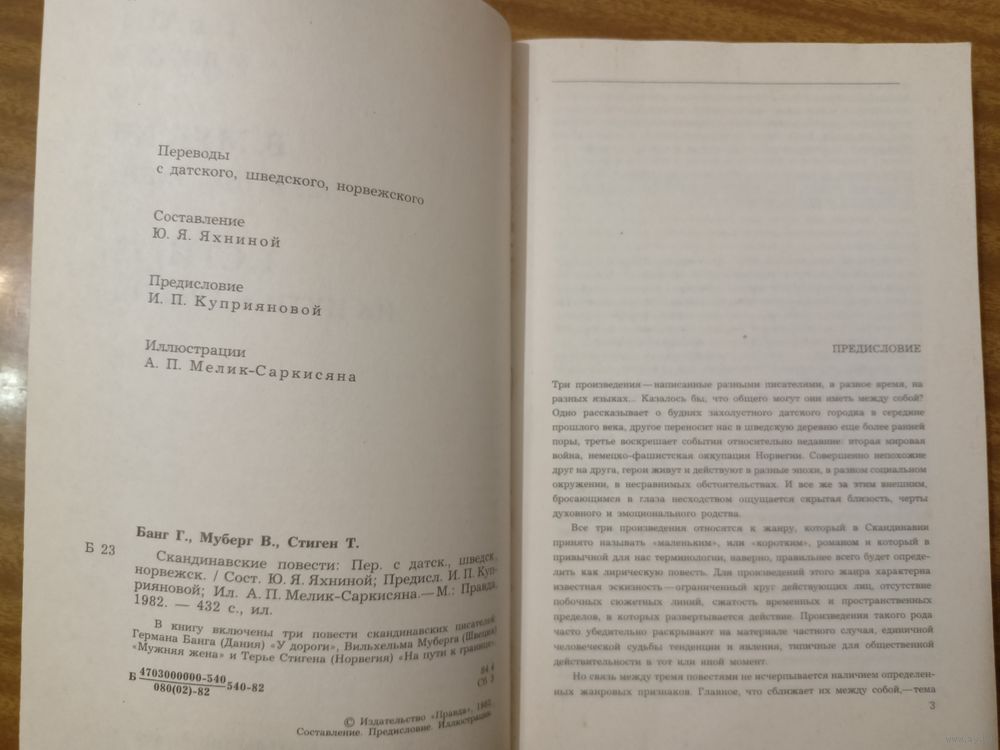 Переводы
с датского, шведского, норвежского
Составление
Ю. Я. Яхниной
Предисловие
И. П. Куприяновой
Иллюстрации
А. П. Мелик-Саркисяна
Банг Г., Муберг В., Стиген Т.
Б 23
Скандинавские повести: Пер. с датск., шведск.,
норвежск. / Сост. Ю. Я. Яхниной; Предисл. И. П. Куп-
рияновой; Ил. А. П. Мелик-Саркисяна.— М.: Правда,
1982. — 432 с., ил.
В книгу включены три повести скандинавских писателей
Германа Банга (Дания) «У дороги», Вильхельма Муберга (Швеция)
«Мужняя жена» и Терье Стигена (Норвегия) «На пути к границе».
Б 4703000000-540 540-82
080(02)-82
84.4
Сб 3
© Издательство «Правда», 1982.
Составление. Предисловие. Иллюстрации.
ПРЕДИСЛОВИЕ
Три произведения — написанные разными писателями, в разное время, на
разных языках... Казалось бы, что общего могут они иметь между собой?
Одно рассказывает о буднях захолустного датского городка в середине
прошлого века, другое переносит нас в шведскую деревню еще более ранней
поры, третье воскрешает события относительно недавние: вторая мировая
война, немецко-фашистская оккупация Норвегии. Совершенно непохожие
друг на друга, герои живут и действуют в разные эпохи, в разном социальном
окружении, в несравнимых обстоятельствах. И все же за этим внешним,
бросающимся в глаза несходством ощущается скрытая близость, черты
духовного и эмоционального родства.
Все три произведения относятся к жанру, который в Скандинавии
принято называть «маленьким», или «коротким», романом и который в
привычной для нас терминологии, наверно, правильнее всего будет опреде-
лить как лирическую повесть. Для произведений этого жанра характерна
известная эскизность — ограниченный круг действующих лиц, отсутствие
побочных сюжетных линий, сжатость временных и пространственных
пределов, в которых развертывается действие. Произведения такого рода
часто убедительно раскрывают на материале частного случая, единичной
человеческой судьбы тенденции и явления, типичные для общественной
действительности в тот или иной момент.
Но связь между тремя повестями не исчерпывается наличием определен-
ных жанровых признаков. Главное, что сближает их между собой,— тема
3